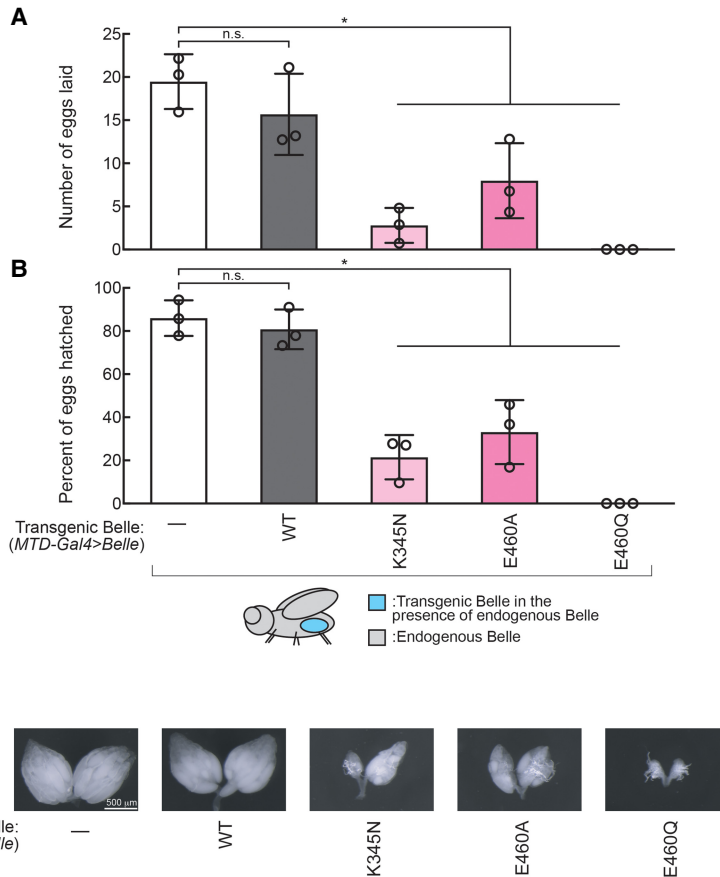 A
*
n.s.
25
20
15
10
5
0
Number of eggs laid
B
*
n.s.
100
80
60
40
20
0
Percent of eggs hatched
Transgenic Belle:
(MTD-Gal4>Belle)
—
WT
K345N
E460A
E460Q
:Transgenic Belle in the
presence of endogenous Belle
:Endogenous Belle
500 µm
lle:
lle)
—
WT
K345N
E460A
E460Q